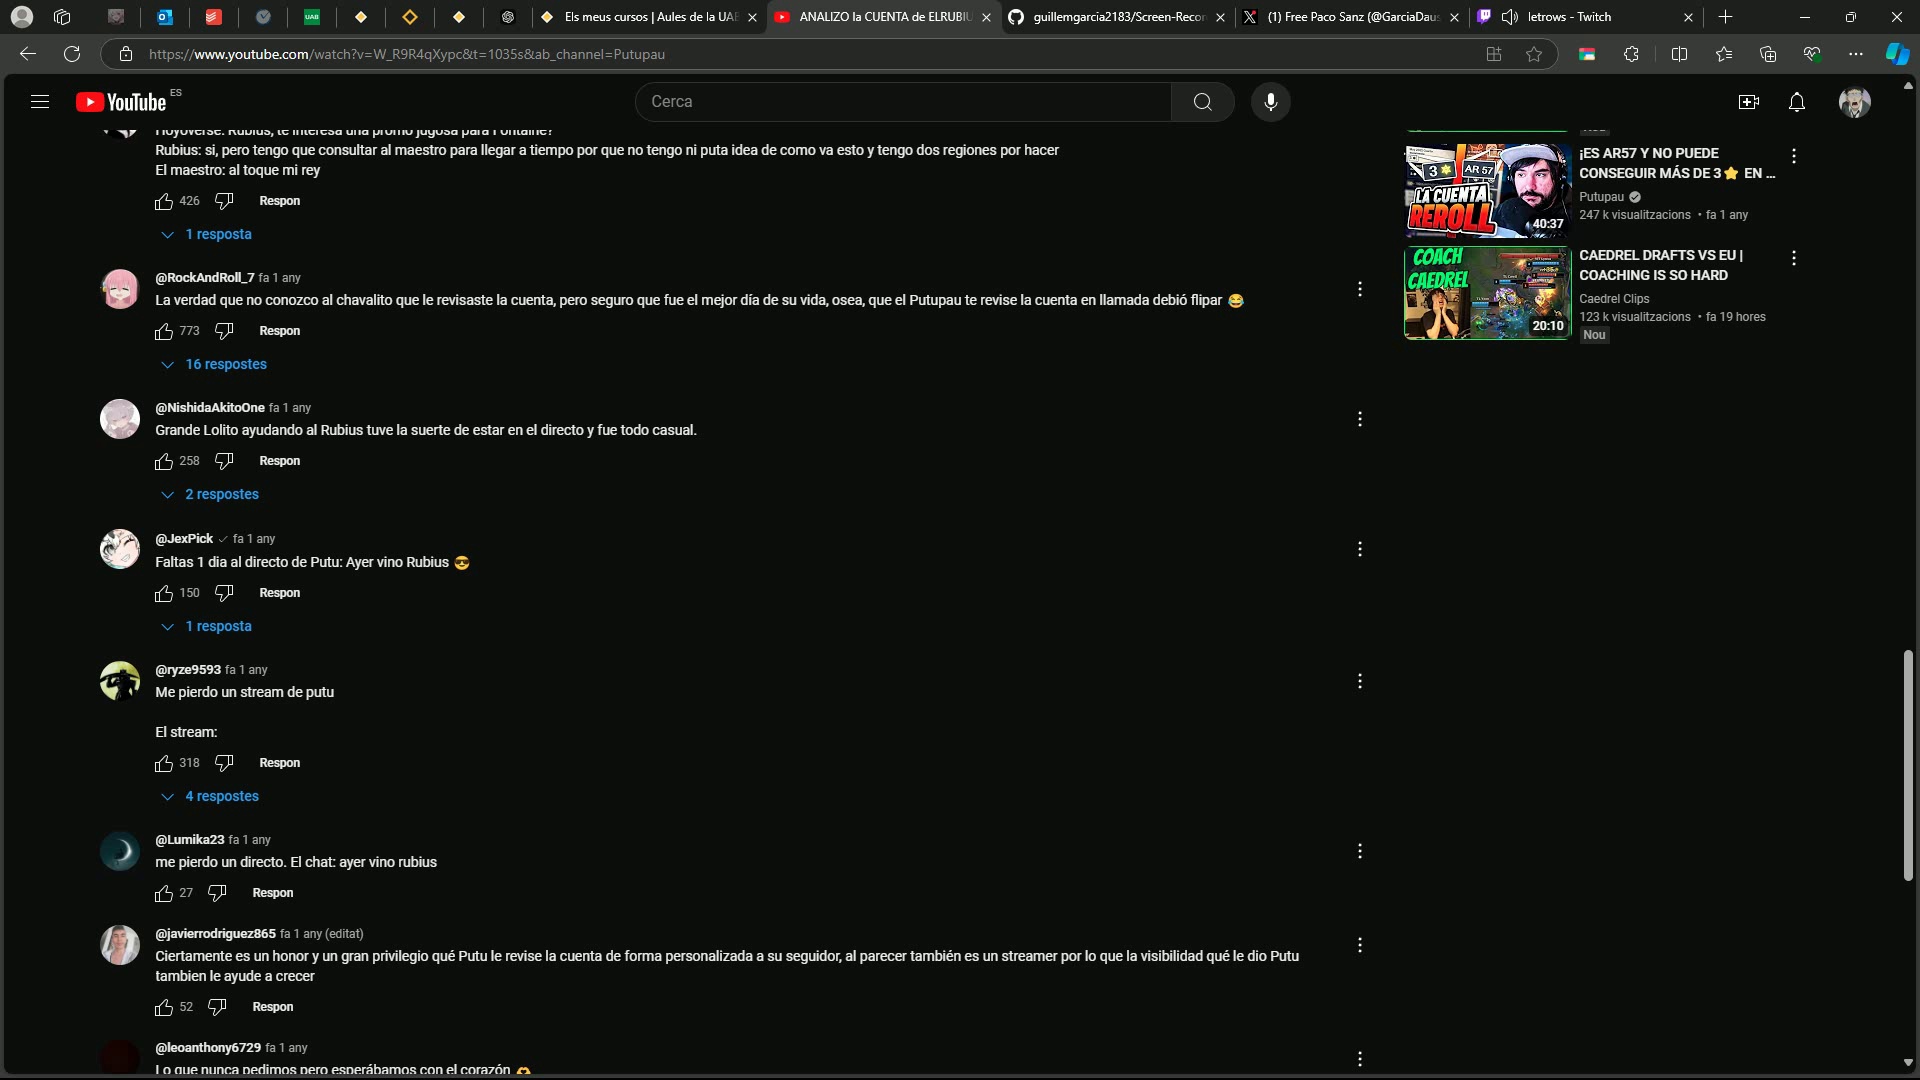 UAB
Els meus cursos | Aules de la UAB
ANALIZO la CUENTA de ELRUBIU
guillemgarcia2183/Screen-Recor
(1) Free Paco Sanz (@GarciaDaus
letrows - Twitch
https://www.youtube.com/watch?v=W_R9R4qXypc&t=1035s&ab_channel=Putupau
YouTube ES
Cerca
Hoyoverse: Rubius, te interesa una promo jugosa para Fontaine?
Rubius: si, pero tengo que consultar al maestro para llegar a tiempo por que no tengo ni puta idea de como va esto y tengo dos regiones por hacer
El maestro: al toque mi rey
426 Respon
1 resposta
@RockAndRoll_7 fa 1 any
La verdad que no conozco al chavalito que le revisaste la cuenta, pero seguro que fue el mejor día de su vida, osea, que el Putupau te revise la cuenta en llamada debió flipar 😂
773 Respon
16 respostes
@NishidaAkitoOne fa 1 any
Grande Lolito ayudando al Rubius tuve la suerte de estar en el directo y fue todo casual.
258 Respon
2 respostes
@JexPick fa 1 any
Faltas 1 dia al directo de Putu: Ayer vino Rubius 😎
150 Respon
1 resposta
@ryze9593 fa 1 any
Me pierdo un stream de putu
El stream:
318 Respon
4 respostes
@Lumika23 fa 1 any
me pierdo un directo. El chat: ayer vino rubius
27 Respon
@javierrodriguez865 fa 1 any (editat)
Ciertamente es un honor y un gran privilegio qué Putu le revise la cuenta de forma personalizada a su seguidor, al parecer también es un streamer por lo que la visibilidad qué le dio Putu
tambien le ayude a crecer
52 Respon
@leoanthony6729 fa 1 any
Lo que nunca pedimos pero esperábamos con el corazón
3 AR 57
LA CUENTA
REROLL
40:37
¡ES AR57 Y NO PUEDE
CONSEGUIR MÁS DE 3⭐ EN ...
Putupau
247 k visualitzacions • fa 1 any
COACH
CAEDREL
20:10
CAEDREL DRAFTS VS EU |
COACHING IS SO HARD
Caedrel Clips
123 k visualitzacions • fa 19 hores
Nou